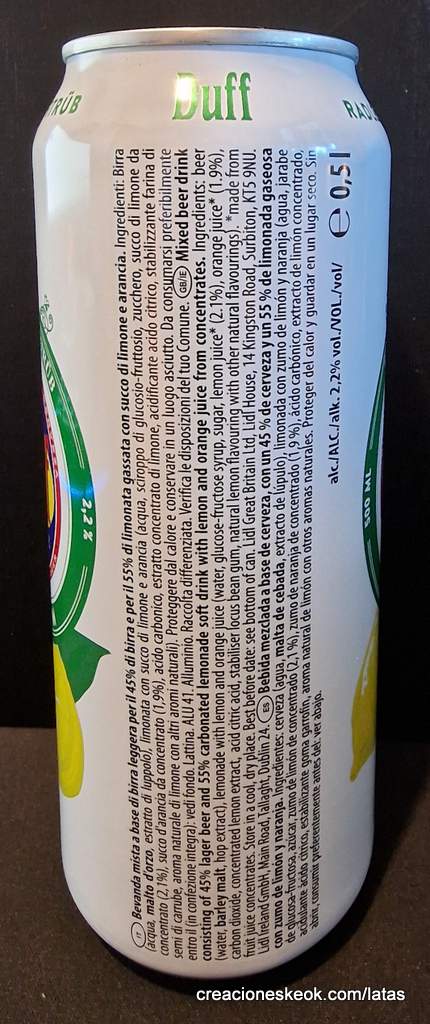 TRÜB
Duff
RADL
RÜB
2,2 %
500 ML
IT Bevanda mista a base di birra leggera per il 45% di birra e per il 55% di limonata gassata con succo di limone e arancia. Ingredienti: Birra
(acqua, malto d'orzo, estratto di luppolo), limonata con succo di limone e arancia (acqua, sciroppo di glucosio-fruttosio, zucchero, succo di limone da
concentrato (2,1%), succo d'arancia da concentrato (1,9%), acido carbonico, estratto concentrato di limone, acidificante acido citrico, stabilizzante farina di
semi di carrube, aroma naturale di limone con altri aromi naturali). Proteggere dal calore e conservare in un luogo asciutto. Da consumarsi preferibilmente
entro il (in confezione integra): vedi fondo. Lattina. ALU 41. Alluminio. Raccolta differenziata. Verifica le disposizioni del tuo Comune. GB/IE Mixed beer drink
consisting of 45% lager beer and 55% carbonated lemonade soft drink with lemon and orange juice from concentrates. Ingredients: beer
(water, barley malt, hop extract), lemonade with lemon and orange juice (water, glucose-fructose syrup, sugar, lemon juice* (2.1%), orange juice* (1.9%),
carbon dioxide, concentrated lemon extract, acid citric acid, stabiliser locus bean gum, natural lemon flavouring with other natural flavourings). *made from
fruit juice concentrates. Store in a cool, dry place. Best before date: see bottom of can. Lidl Great Britain Ltd, Lidl House, 14 Kingston Road, Surbiton, KT5 9NU.
Lidl Ireland GmbH, Main Road, Tallaght, Dublin 24. ES Bebida mezclada a base de cerveza, con un 45 % de cerveza y un 55 % de limonada gaseosa
con zumo de limón y naranja. Ingredientes: cerveza (agua, malta de cebada, extracto de lúpulo), limonada con zumo de limón y naranja (agua, jarabe
de glucosa-fructosa, azúcar, zumo de limón de concentrado (2,1 %), zumo de naranja de concentrado (1,9 %), ácido carbónico, extracto de limón concentrado,
acidulante ácido cítrico, estabilizante goma garrofín, aroma natural de limón con otros aromas naturales. Proteger del calor y guardar en un lugar seco. Sin
abrir, consumir preferentemente antes del: ver abajo.
alc./ALC./alk. 2,2% vol./VOL./vol/ e 0,5 l
creacioneskeok.com/latas